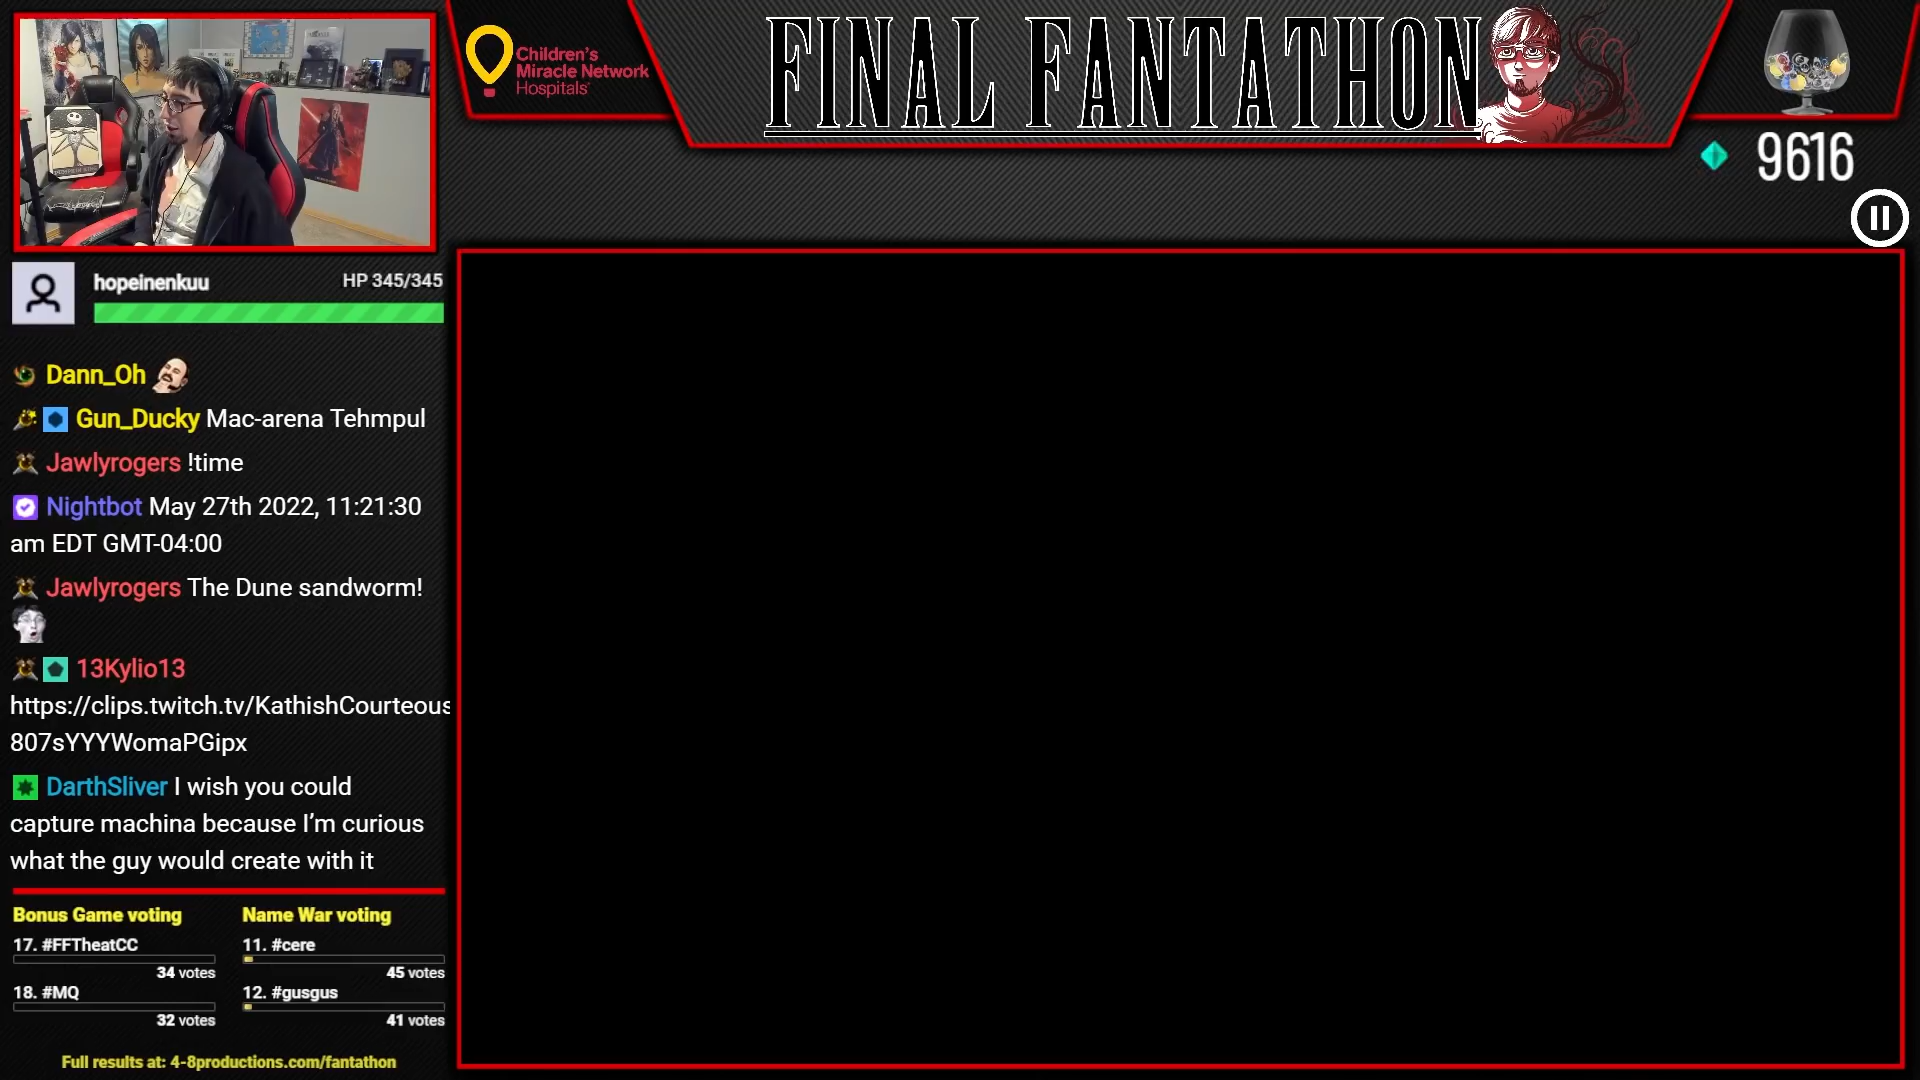 Children's
Miracle Network
Hospitals
FINAL FANTATHON
9616
hopeinenkuu
HP 345/345
Dann_Oh
Gun_Ducky Mac-arena Tehmpul
Jawlyrogers !time
Nightbot May 27th 2022, 11:21:30
am EDT GMT-04:00
Jawlyrogers The Dune sandworm!
13Kylio13
https://clips.twitch.tv/KathishCourteous
807sYYYWomaPGipx
DarthSliver I wish you could
capture machina because I’m curious
what the guy would create with it
Bonus Game voting
17. #FFTheatCC
34 votes
18. #MQ
32 votes
Name War voting
11. #cere
45 votes
12. #gusgus
41 votes
Full results at: 4-8productions.com/fantathon